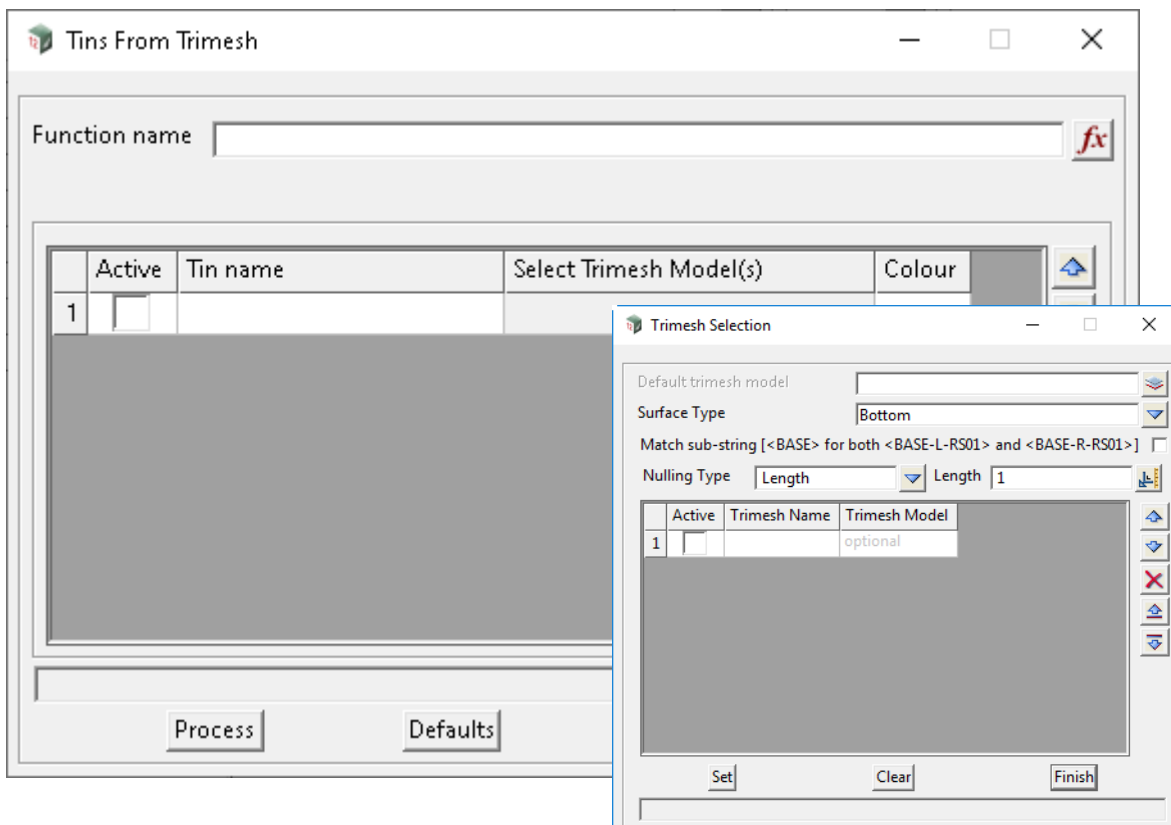 Tins From Trimesh
Function name
fx
Active Tin name Select Trimesh Model(s) Colour
1
Trimesh Selection
Default trimesh model
Surface Type Bottom
Match sub-string [<BASE> for both <BASE-L-RS01> and <BASE-R-RS01>]
Nulling Type Length Length 1
Active Trimesh Name Trimesh Model
1 optional
Set Clear Finish
Process Defaults